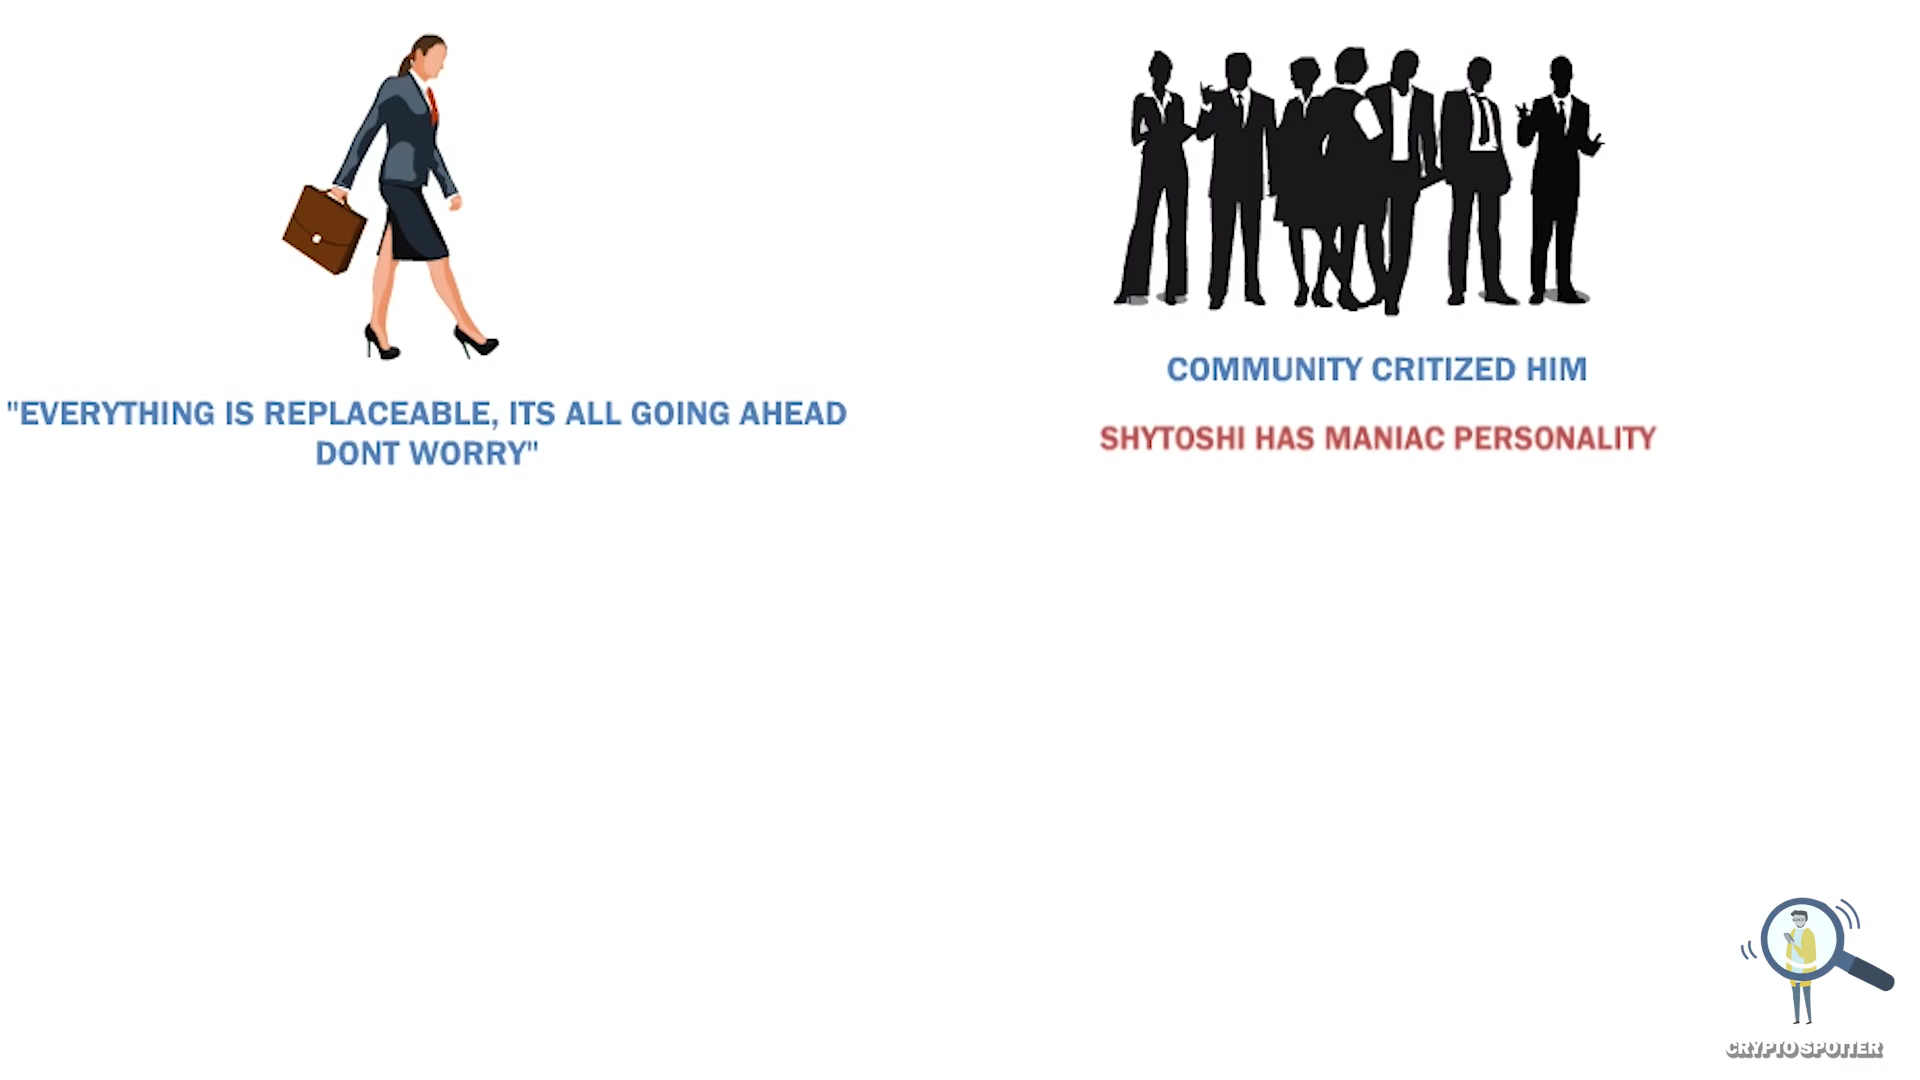 "EVERYTHING IS REPLACEABLE, ITS ALL GOING AHEAD
DONT WORRY"
COMMUNITY CRITIZED HIM
SHYTOSHI HAS MANIAC PERSONALITY
CRYPTO SPOTTER